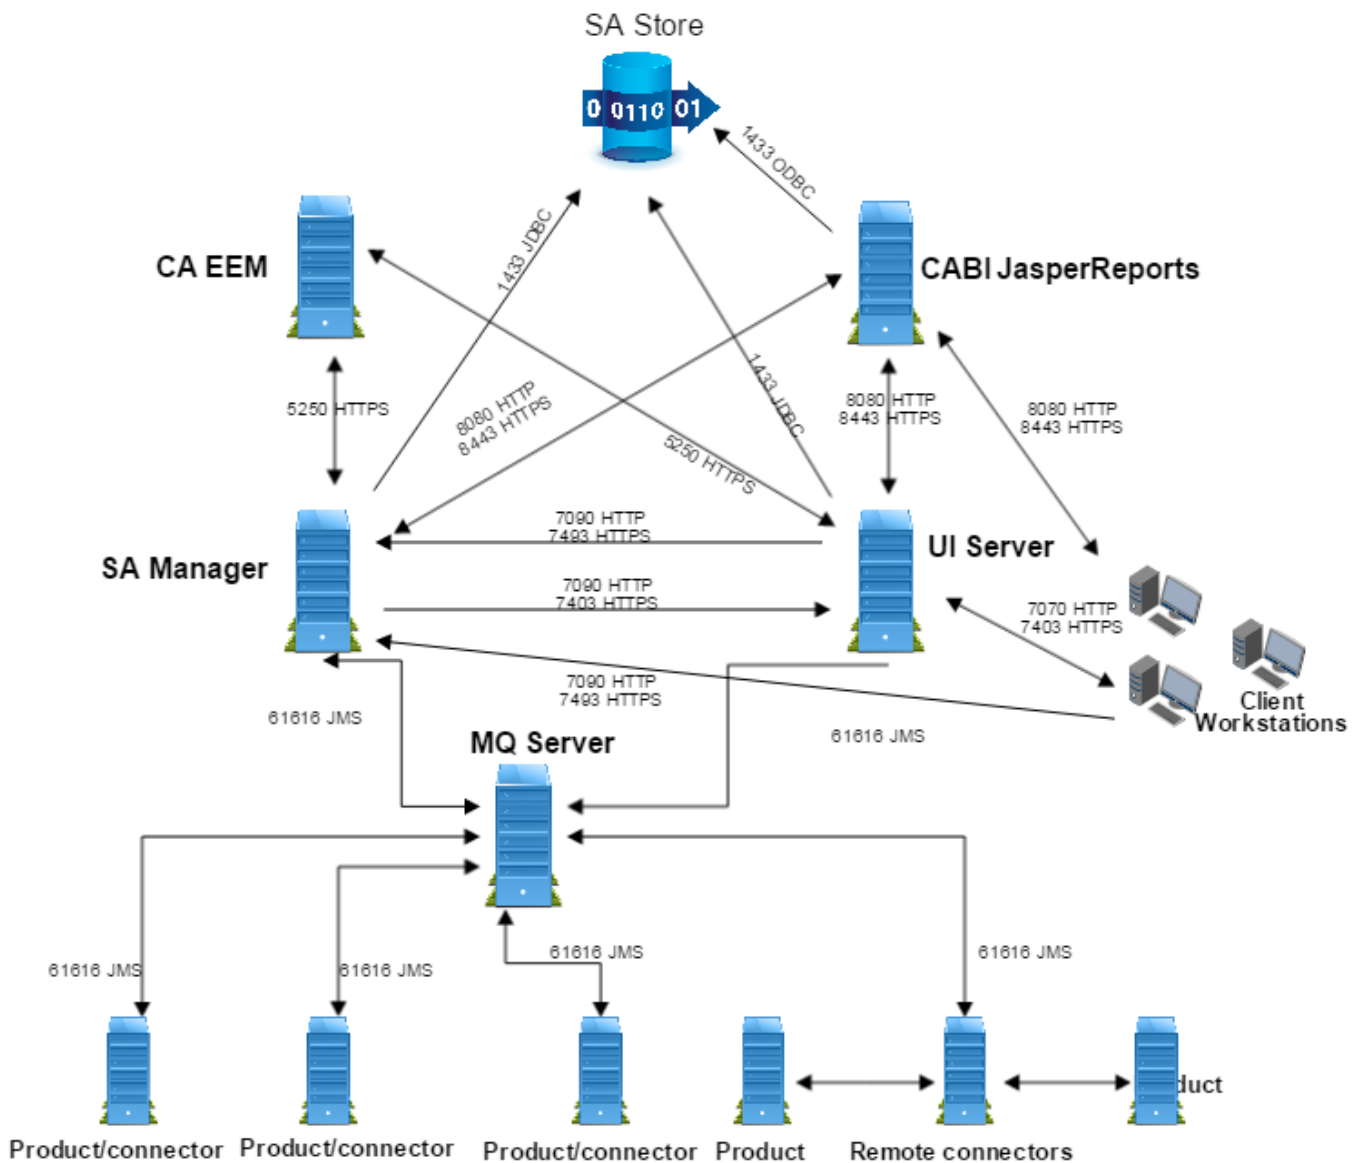 SA Store
0 0110 01
1433 ODBC
CA EEM
1433 JDBC
CABI JasperReports
5250 HTTPS
8080 HTTP
8443 HTTPS
1433 JDBC
8080 HTTP
8443 HTTPS
8080 HTTP
8443 HTTPS
5250 HTTPS
7090 HTTP
7493 HTTPS
UI Server
SA Manager
7090 HTTP
7403 HTTPS
7070 HTTP
7403 HTTPS
7090 HTTP
7493 HTTPS
Client
Workstations
61616 JMS
61616 JMS
MQ Server
61616 JMS
61616 JMS
61616 JMS
61616 JMS
duct
Product/connector
Product/connector
Product/connector
Product
Remote connectors